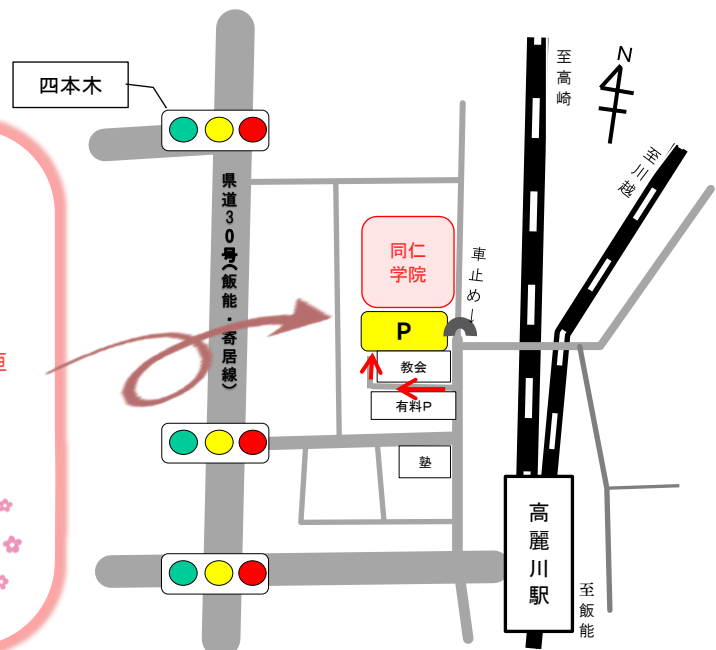 四本木
至高崎
N
至川越
県道30号(飯能・寄居線)
同仁
学院
車止め
P
教会
有料P
塾
高麗川駅
至飯能